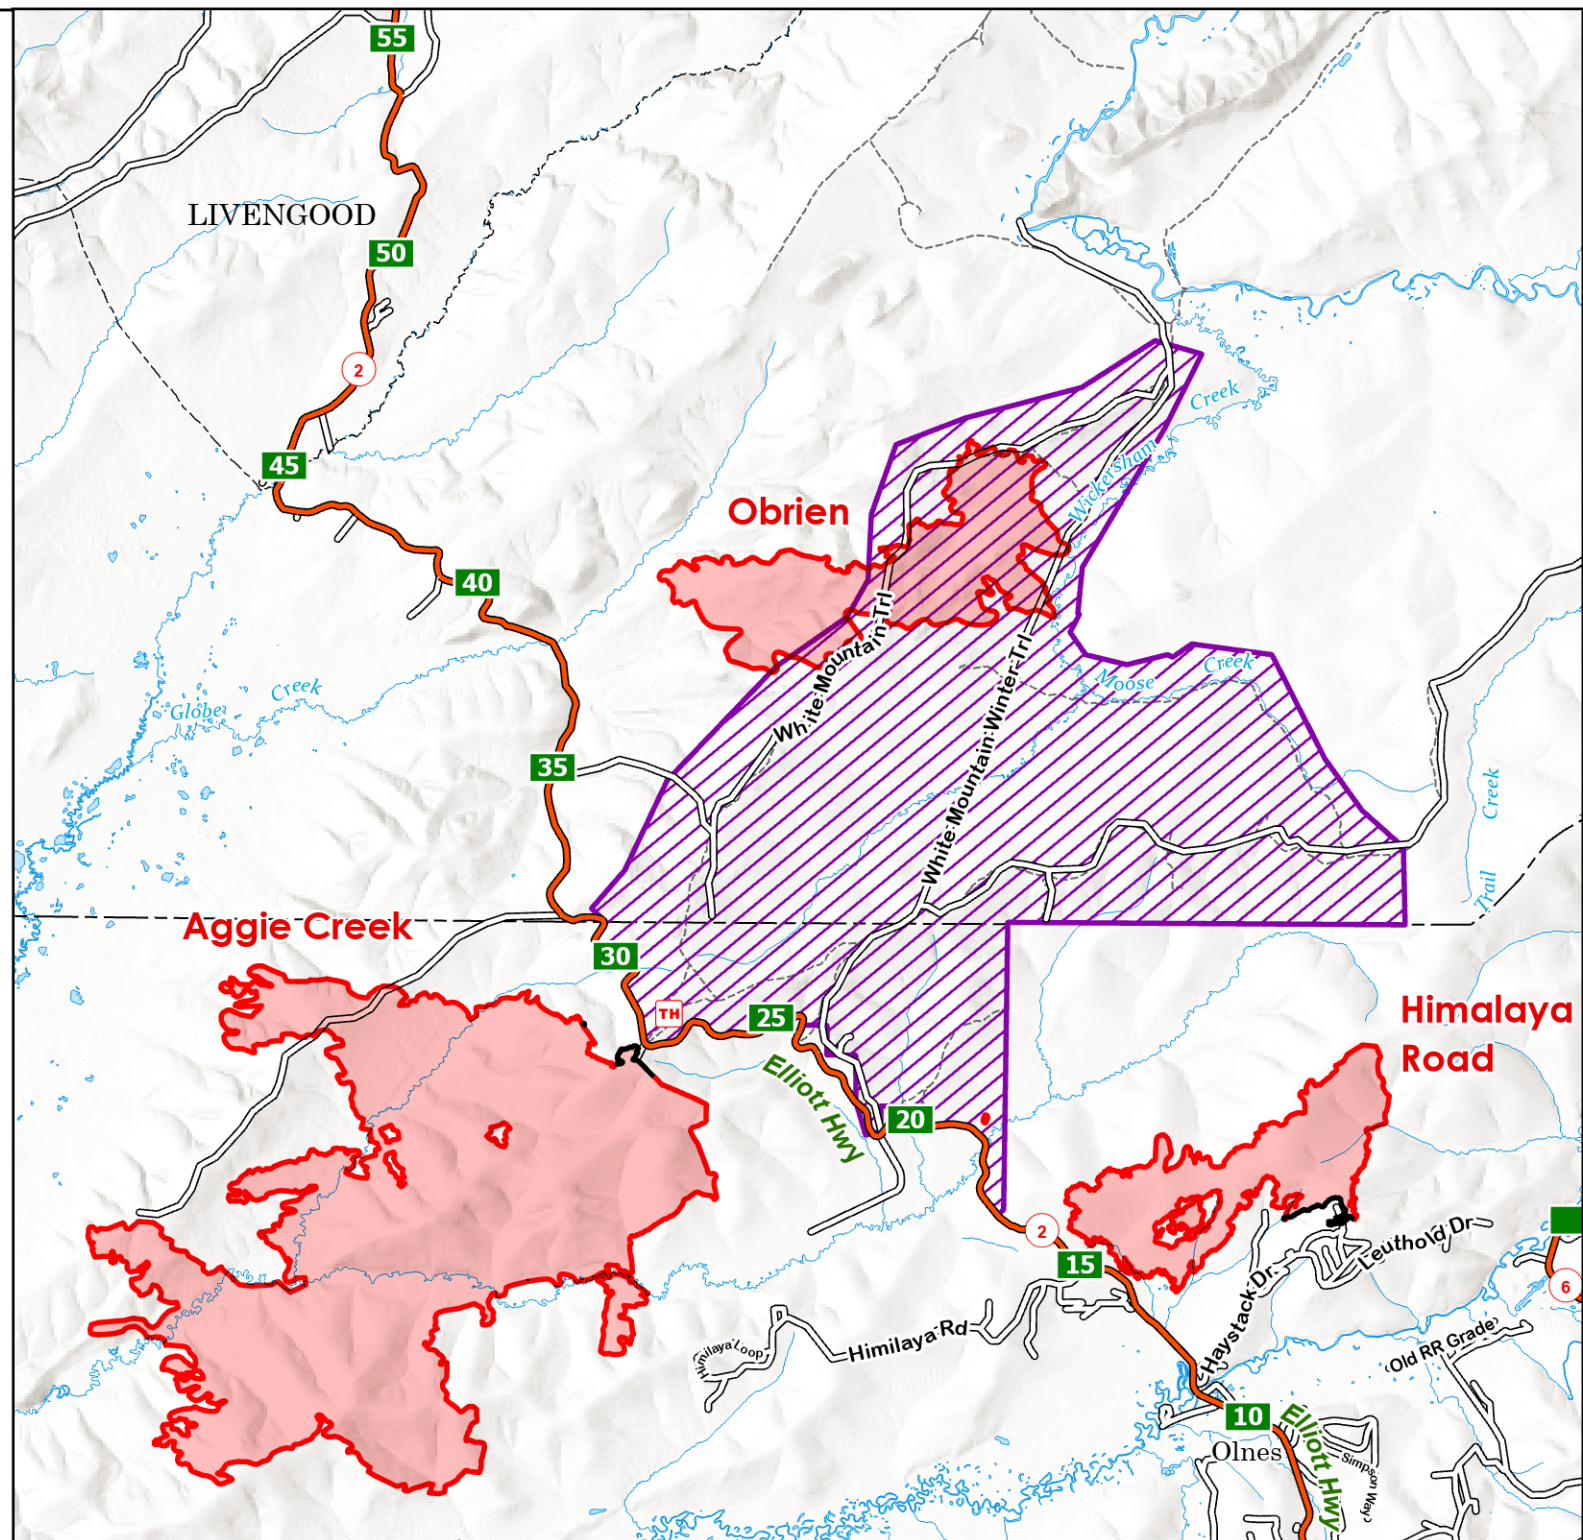 55
LIVENGOOD
50
2
Creek
45
Wickersham
Obrien
40
White Mountain Trl
White Mountain Winter Trl
Creek
Moose
Creek
Globe
35
Creek
Trail
Aggie Creek
30
TH
25
Himalaya
Road
Elliott Hwy
20
2
15
Leuthold Dr
Haystack Dr.
6
Himilaya Rd
Himilaya Loop
Old RR Grade
10
Elliott Hwy
Olnes
Simpson Way